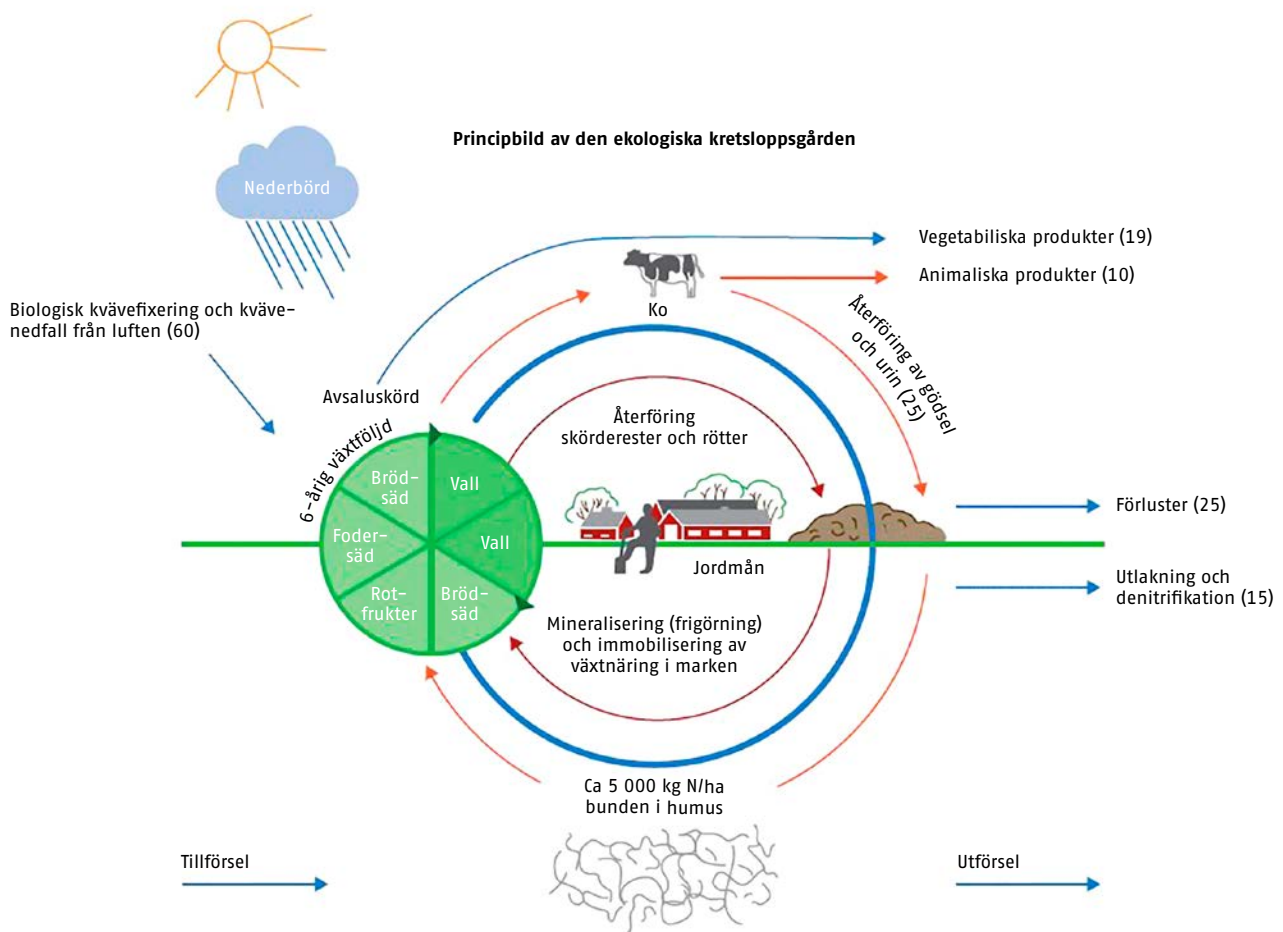 Principbild av den ekologiska kretsloppsgården
Nederbörd
Vegetabiliska produkter (19)
Animaliska produkter (10)
Biologisk kvävefixering och kväve-
nedfall från luften (60)
Ko
Återföring av gödsel
och urin (25)
Avsaluskörd
6-årig växtföljd
Återföring
skörderester och rötter
Bröd-
säd
Vall
Foder-
säd
Vall
Rot-
frukter
Bröd-
säd
Förluster (25)
Jordmån
Utlakning och
denitrifikation (15)
Mineralisering (frigörning)
och immobilisering av
växtnäring i marken
Ca 5 000 kg N/ha
bunden i humus
Tillförsel
Utförsel